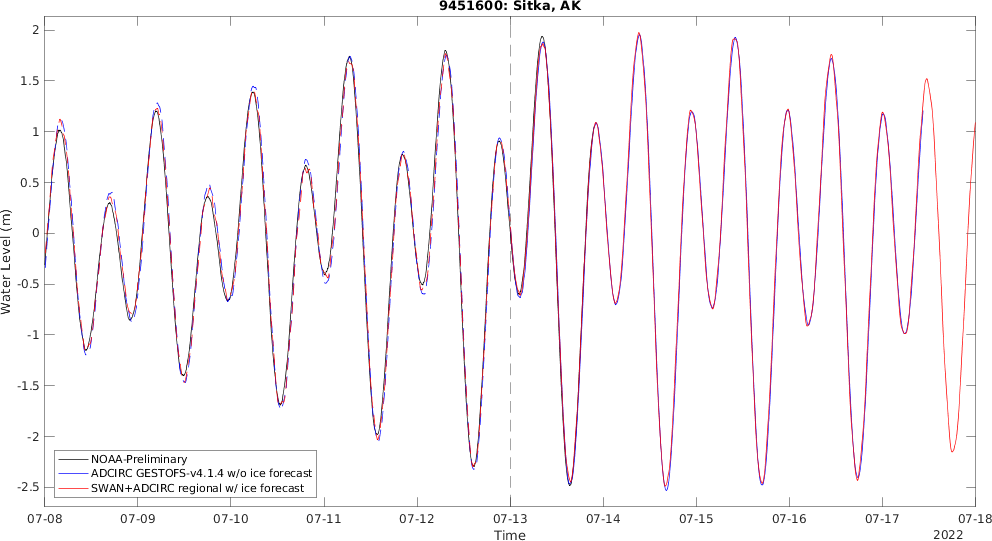 9451600: Sitka, AK
2
1.5
1
0.5
0
-0.5
-1
-1.5
-2
-2.5
Water Level (m)
NOAA-Preliminary
ADCIRC GESTOFS-v4.1.4 w/o ice forecast
SWAN+ADCIRC regional w/ ice forecast
07-08 07-09 07-10 07-11 07-12 07-13 07-14 07-15 07-16 07-17 07-18
Time
2022